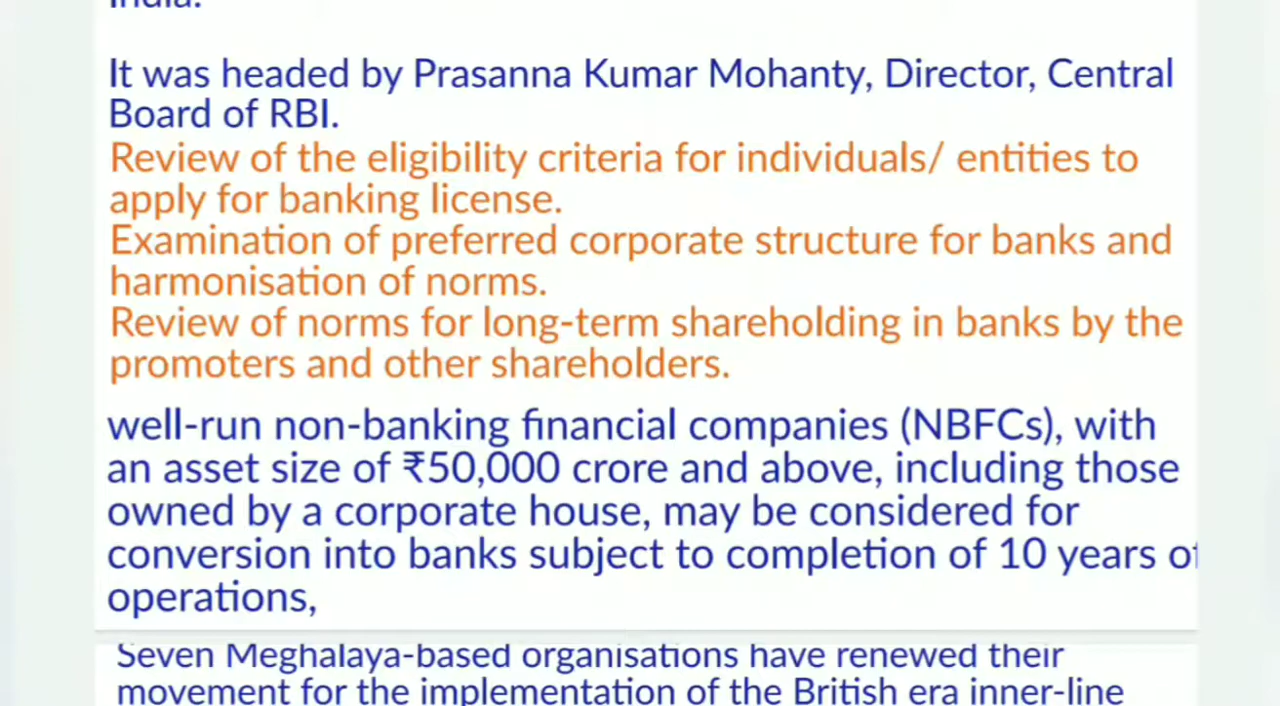 India.
It was headed by Prasanna Kumar Mohanty, Director, Central
Board of RBI.
Review of the eligibility criteria for individuals/ entities to
apply for banking license.
Examination of preferred corporate structure for banks and
harmonisation of norms.
Review of norms for long-term shareholding in banks by the
promoters and other shareholders.
well-run non-banking financial companies (NBFCs), with
an asset size of ₹50,000 crore and above, including those
owned by a corporate house, may be considered for
conversion into banks subject to completion of 10 years of
operations,
Seven Meghalaya-based organisations have renewed their
movement for the implementation of the British era inner-line